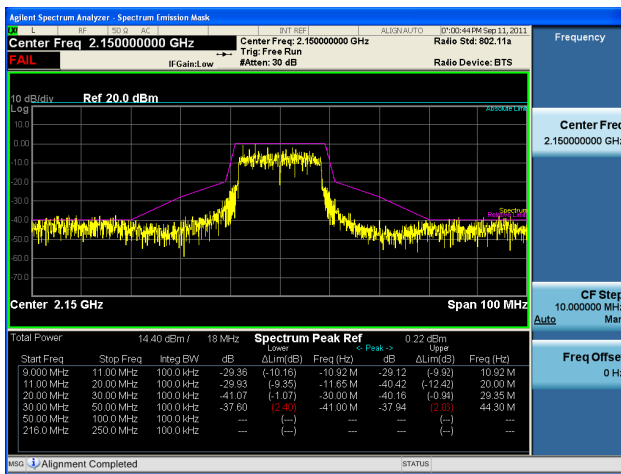 Agilent Spectrum Analyzer - Spectrum Emission Mask
L RF 50 Ω AC INT REF ALIGN AUTO 01:00:44 PM Sep 11, 2011
Center Freq 2.150000000 GHz Center Freq: 2.150000000 GHz Radio Std: 802.11a
Trig: Free Run
FAIL IFGain:Low #Atten: 30 dB Radio Device: BTS
10 dB/div Ref 20.0 dBm
Log
Absolute Limit
10.0
0.00
-10.0
-20.0
-30.0
Spectrum
-40.0
-50.0
-60.0
-70.0
Center 2.15 GHz Span 100 MHz
Total Power 14.40 dBm / 18 MHz Spectrum Peak Ref 0.22 dBm
Lower <- Peak -> Upper
Start Freq Stop Freq Integ BW dB ΔLim(dB) Freq (Hz) dB ΔLim(dB) Freq (Hz)
9.000 MHz 11.00 MHz 100.0 kHz -29.36 (-10.16) -10.92 M -29.12 (-9.92) 10.92 M
11.00 MHz 20.00 MHz 100.0 kHz -29.93 (-9.35) -11.65 M -40.42 (-12.42) 20.00 M
20.00 MHz 30.00 MHz 100.0 kHz -41.07 (-1.07) -30.00 M -40.16 (-0.94) 29.35 M
30.00 MHz 50.00 MHz 100.0 kHz -37.60 (2.40) -41.00 M -37.94 44.30 M
50.00 MHz 100.0 MHz 100.0 kHz --- (---) --- (---)
216.0 MHz 250.0 MHz 100.0 kHz --- (---) --- (---)
MSG Alignment Completed STATUS
Frequency
Center Freq
2.150000000 GHz
CF Step
10.000000 MHz
Auto Man
Freq Offset
0 Hz